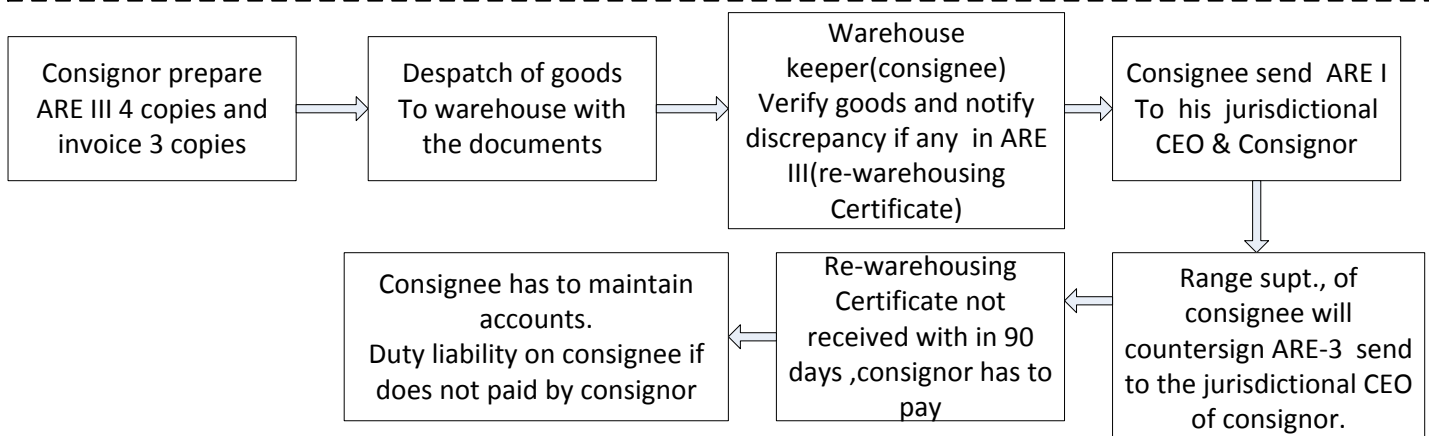 Consignor prepare
ARE III 4 copies and
invoice 3 copies
Despatch of goods
To warehouse with
the documents
Warehouse
keeper(consignee)
Verify goods and notify
discrepancy if any in ARE
III(re-warehousing
Certificate)
Consignee send ARE I
To his jurisdictional
CEO & Consignor
Range supt., of
consignee will
countersign ARE-3 send
to the jurisdictional CEO
of consignor.
Re-warehousing
Certificate not
received with in 90
days ,consignor has to
pay
Consignee has to maintain
accounts.
Duty liability on consignee if
does not paid by consignor